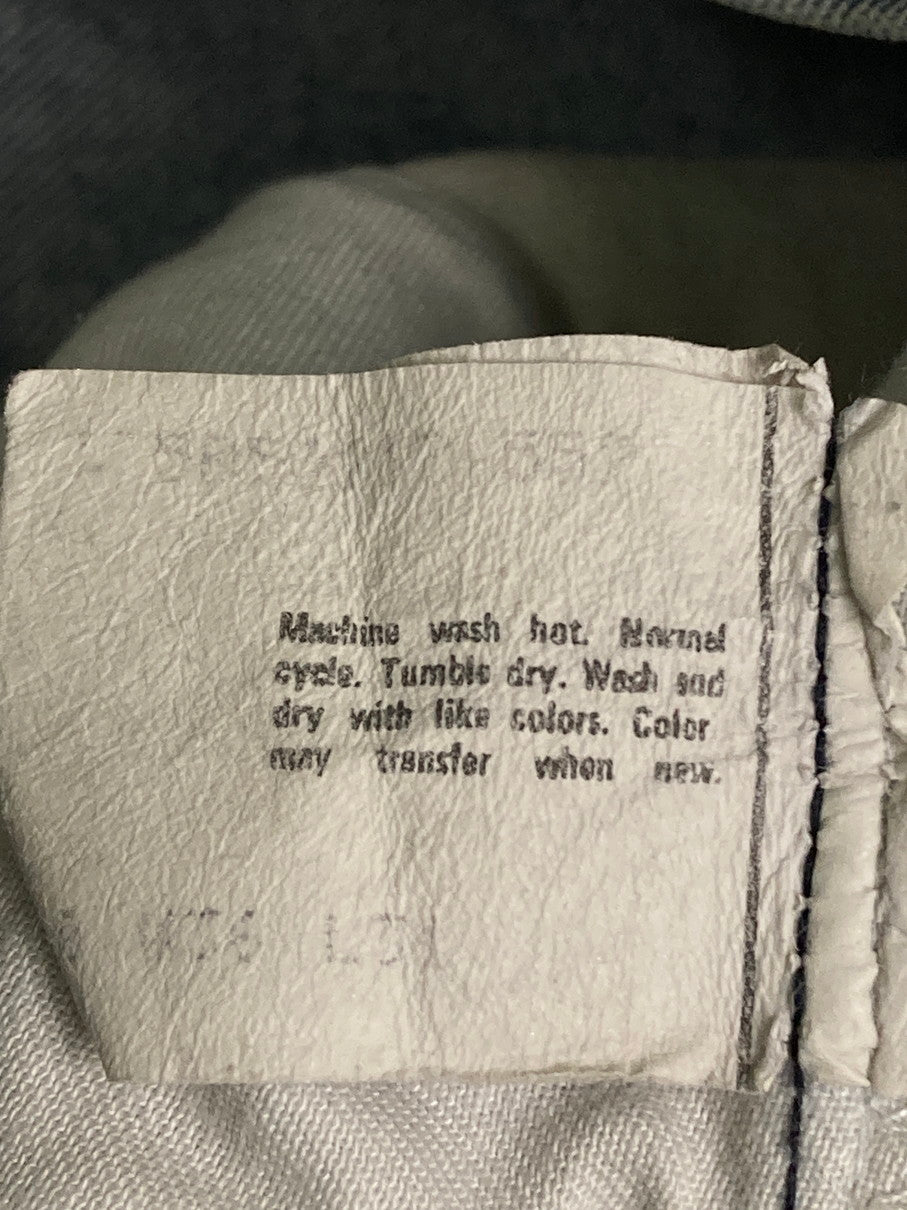 Machine wash hot. Normal
cycle. Tumble dry. Wash and
dry with like colors. Color
may transfer when new.